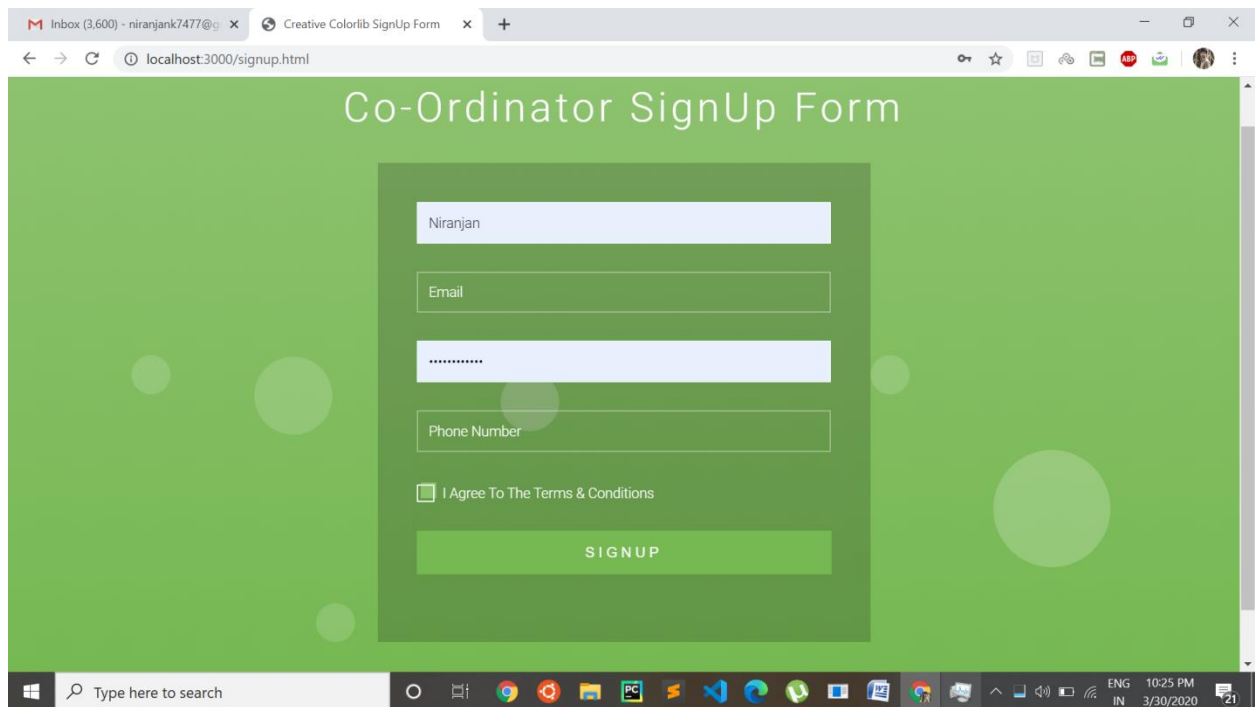 Inbox (3,600) - niranjank7477@g
Creative Colorlib SignUp Form
localhost:3000/signup.html
ABP
Co-Ordinator SignUp Form
Niranjan
Email
••••••••••••
Phone Number
I Agree To The Terms & Conditions
SIGNUP
Type here to search
PC
ENG
IN
10:25 PM
3/30/2020
21